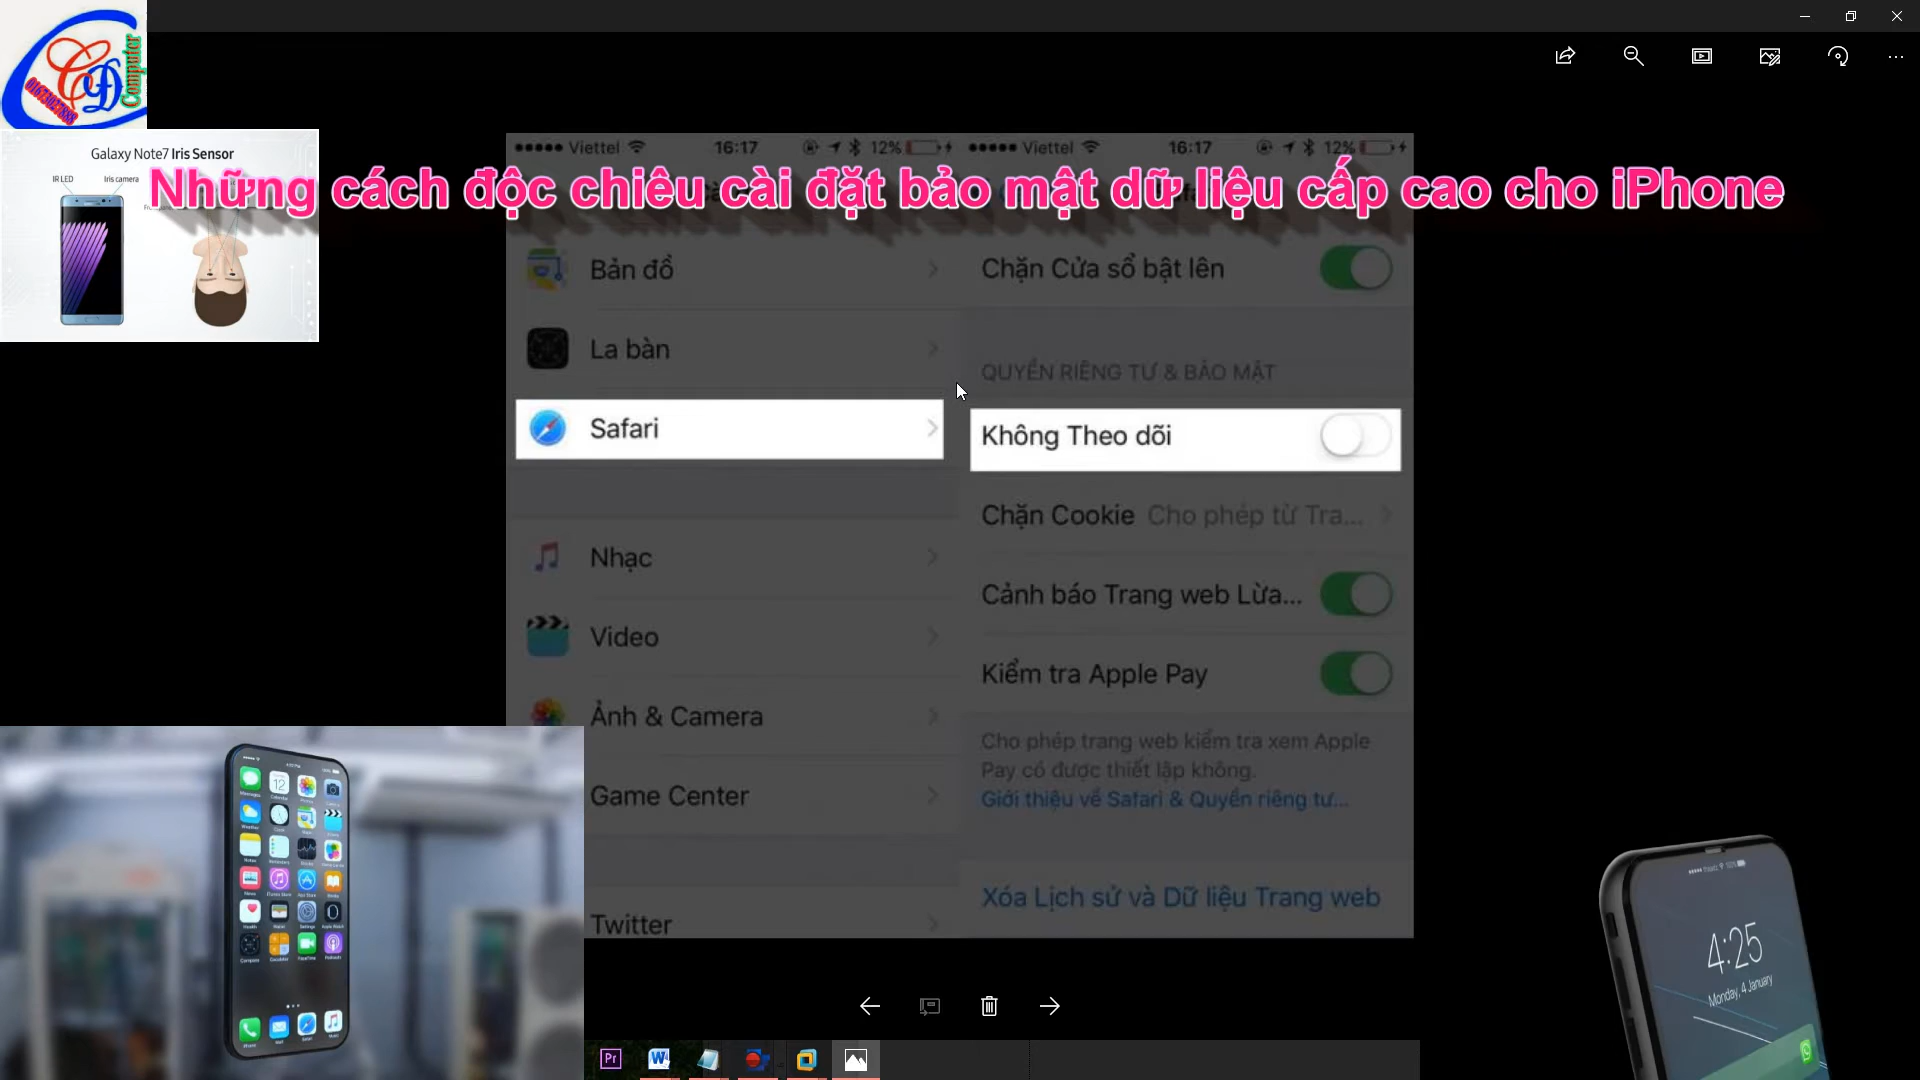 Computer
01673027888
Galaxy Note7 Iris Sensor
IR LED
Iris camera
Những cách độc chiêu cài đặt bảo mật dữ liệu cấp cao cho iPhone
Viettel 16:17 12%
Viettel 16:17 12%
Bản đồ
La bàn
Safari
Nhạc
Video
Ảnh & Camera
Game Center
Twitter
Chặn Cửa sổ bật lên
QUYỀN RIÊNG TƯ & BẢO MẬT
Không Theo dõi
Chặn Cookie Cho phép từ Tra...
Cảnh báo Trang web Lừa...
Kiểm tra Apple Pay
Cho phép trang web kiểm tra xem Apple
Pay có được thiết lập không.
Giới thiệu về Safari & Quyền riêng tư...
Xóa Lịch sử và Dữ liệu Trang web
4:25
Monday, 4 January
Pr
W